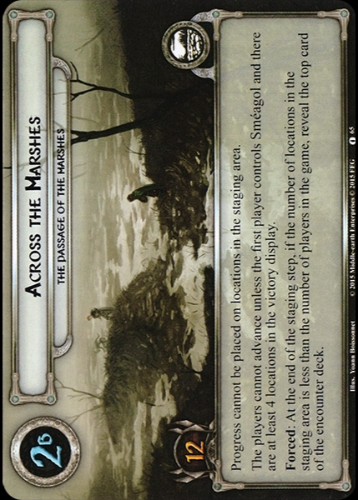 2B
ACROSS THE MARSHES
THE PASSAGE OF THE MARSHES
12
Progress cannot be placed on locations in the staging area.
The players cannot advance unless the first player controls Sméagol and there
are at least 4 locations in the victory display.
Forced: At the end of the staging step, if the number of locations in the
staging area is less than the number of players in the game, reveal the top card
of the encounter deck.
Illus. Yoann Boissonnet © 2015 Middle-earth Enterprises © 2015 FFG 65